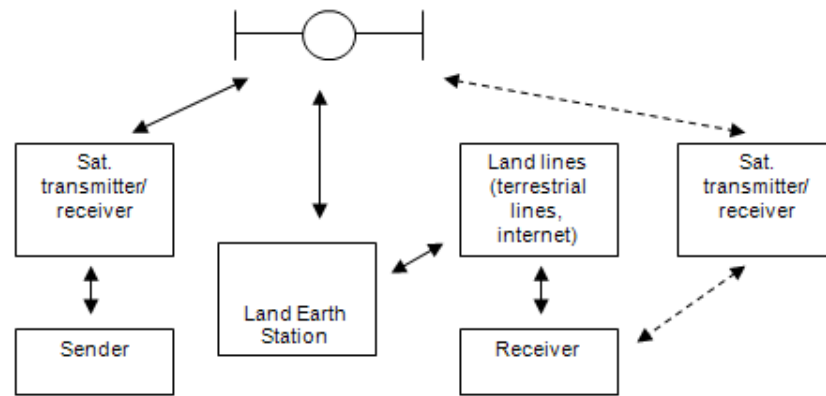 Sat.
transmitter/
receiver
Land lines
(terrestrial
lines,
internet)
Sat.
transmitter/
receiver
Land Earth
Station
Sender
Receiver